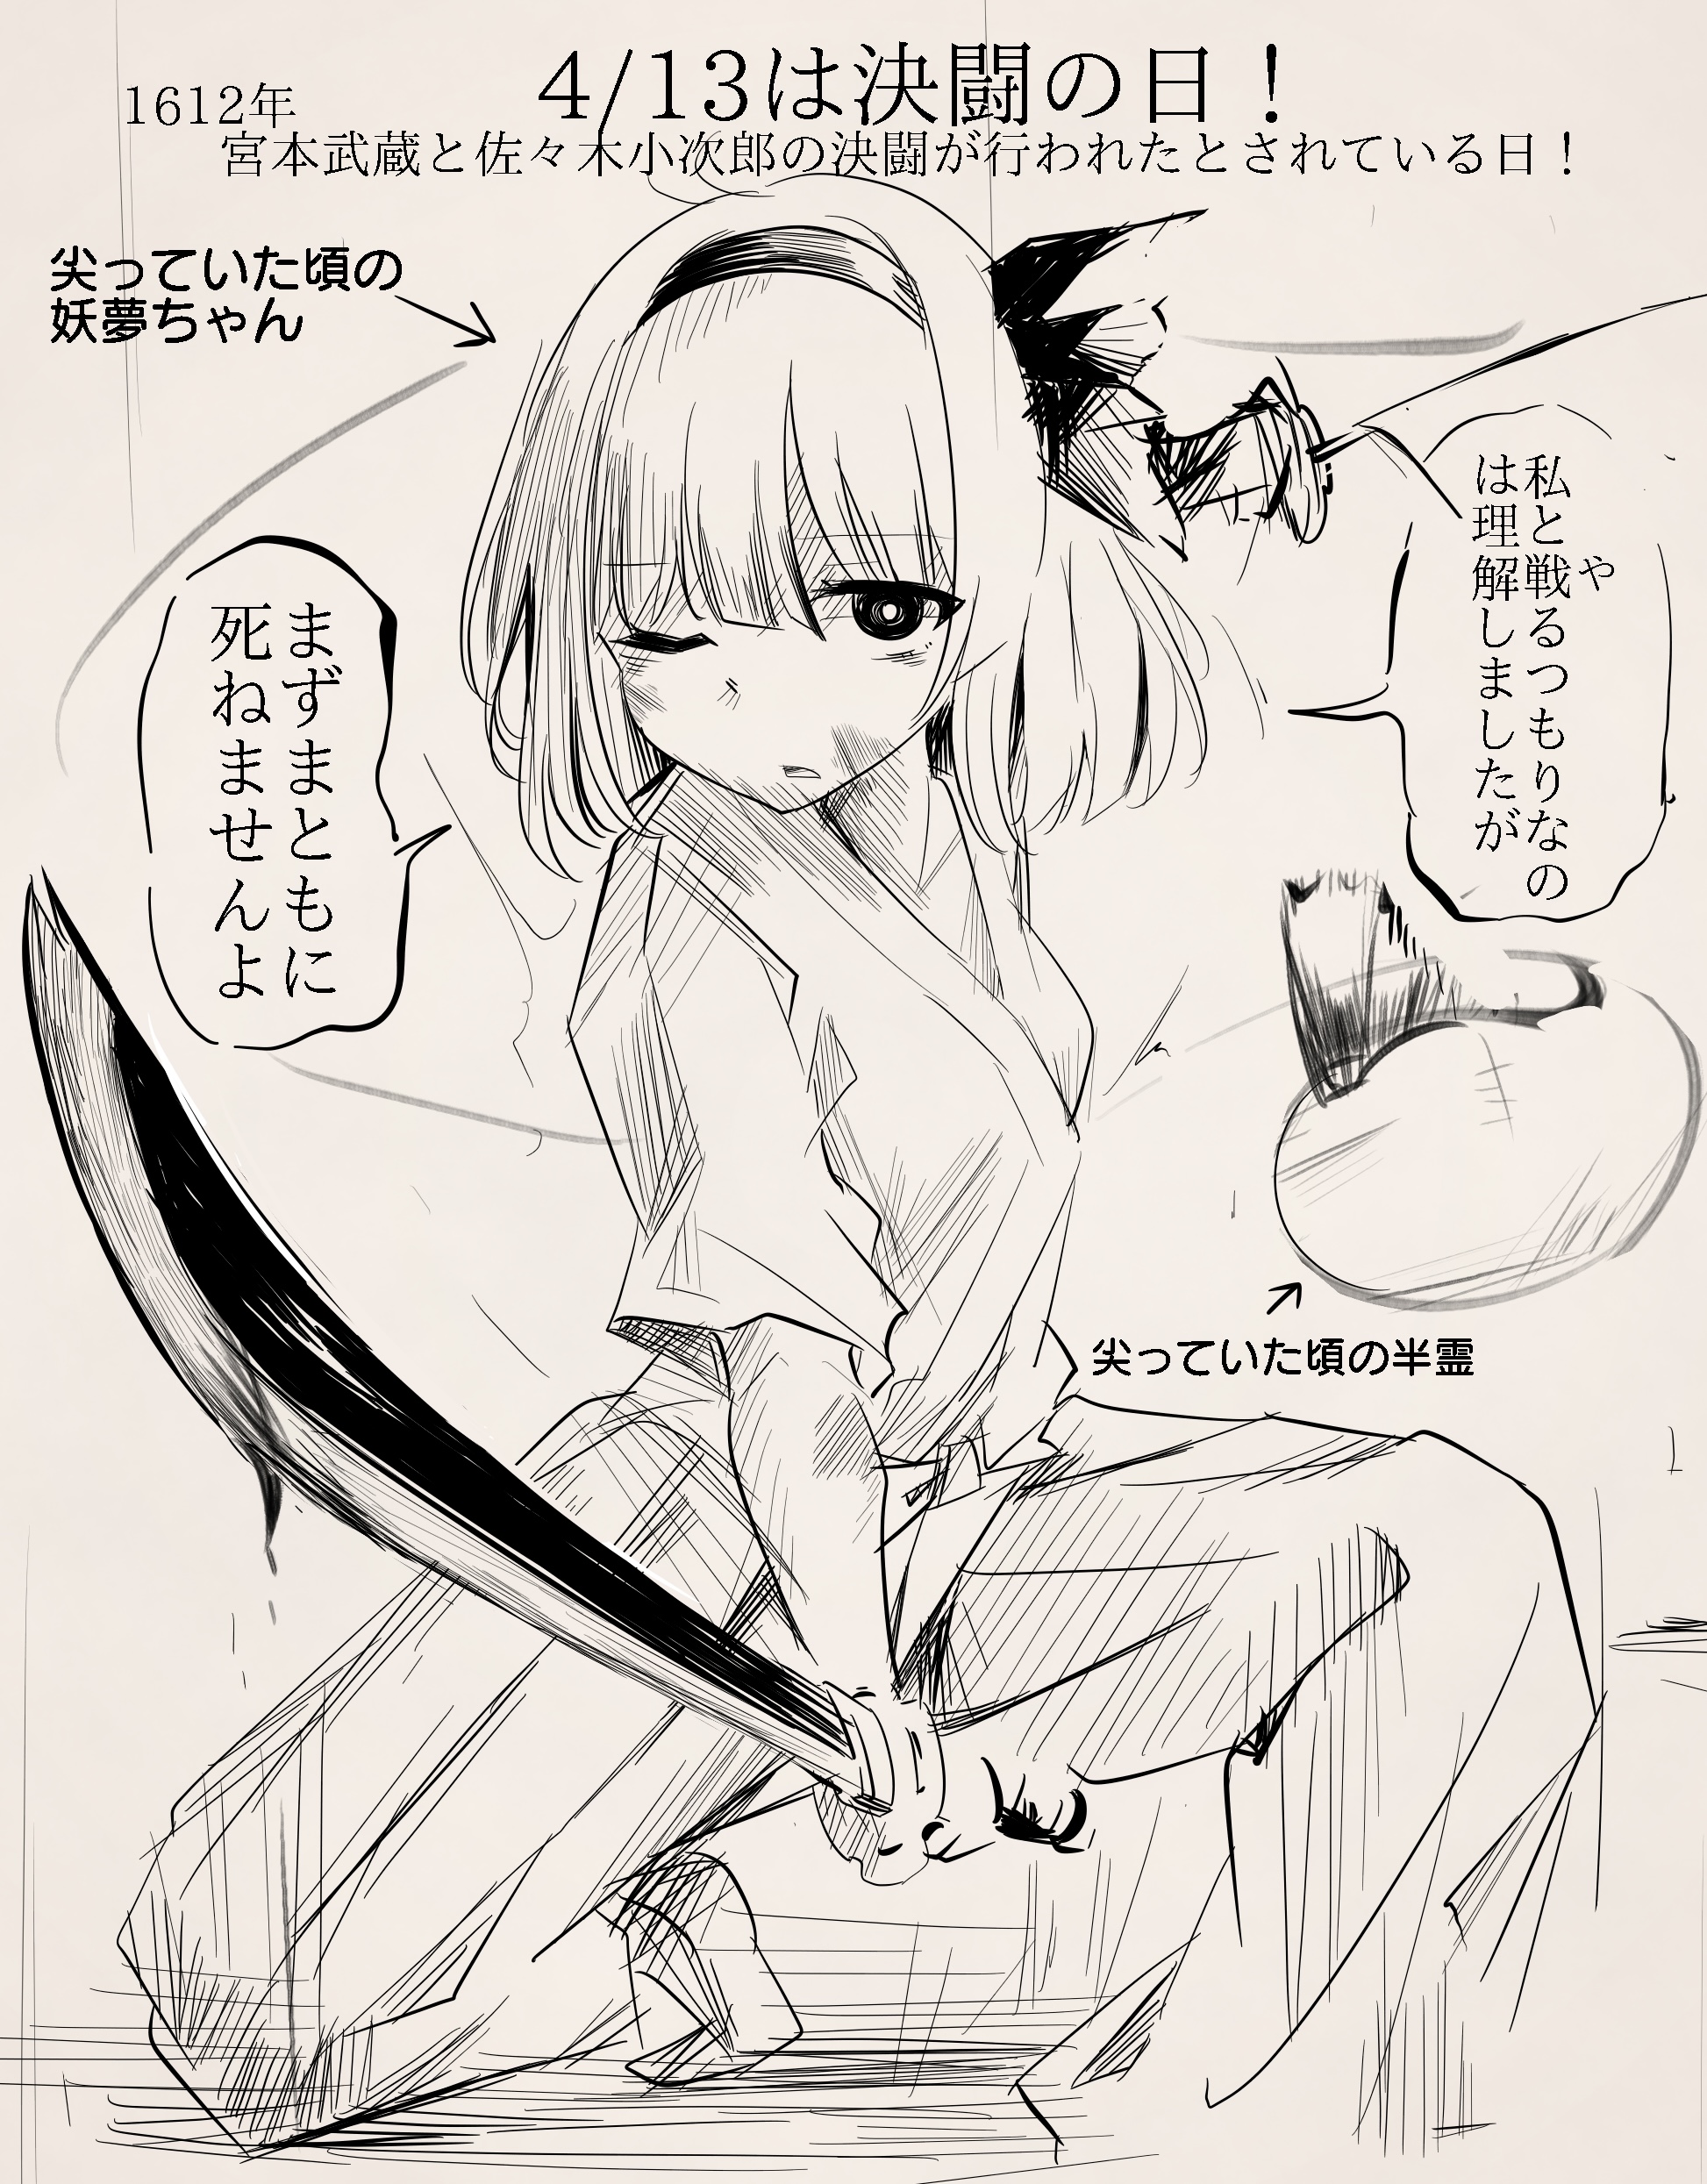 4/13は決闘の日！
1612年
宮本武蔵と佐々木小次郎の決闘が行われたとされている日！
尖っていた頃の
妖夢ちゃん
や
私と戦るつもりなの
は理解しましたが
まずまともに
死ねませんよ
尖っていた頃の半霊